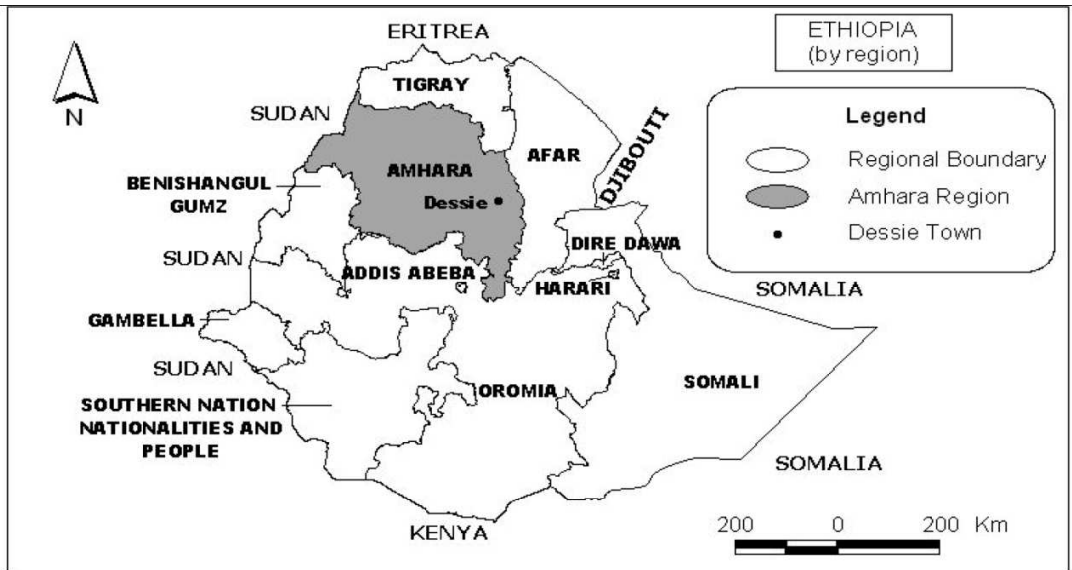 ERITREA
ETHIOPIA
(by region)
TIGRAY
N
SUDAN
Legend
AFAR
DJIBOUTI
Regional Boundary
AMHARA
BENISHANGUL
GUMZ
Amhara Region
Dessie
Dessie Town
DIRE DAWA
SUDAN
ADDIS ABEBA
HARARI
SOMALIA
GAMBELLA
SUDAN
OROMIA
SOMALI
SOUTHERN NATION
NATIONALITIES AND
PEOPLE
SOMALIA
KENYA
200 0 200 Km